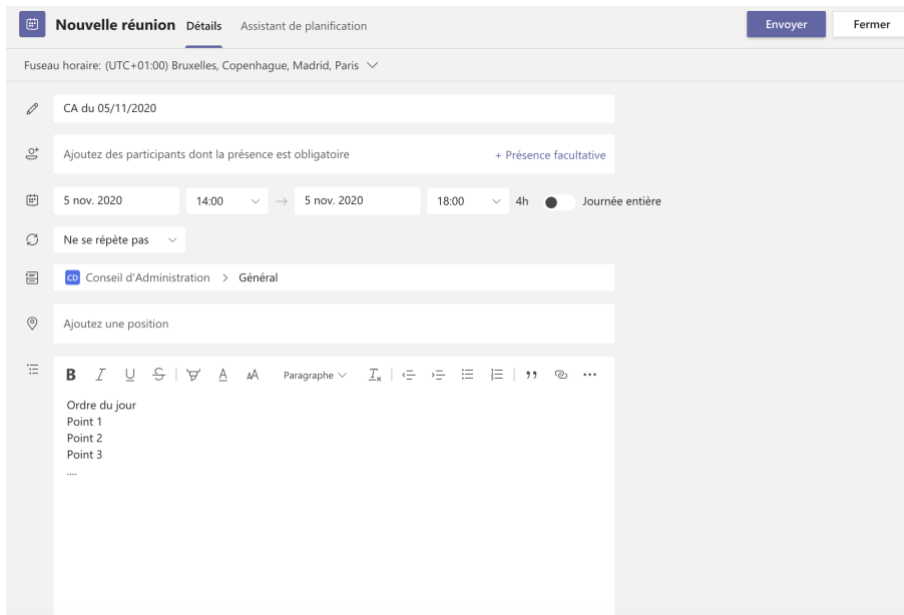 Nouvelle réunion Détails Assistant de planification Envoyer Fermer
Fuseau horaire: (UTC+01:00) Bruxelles, Copenhague, Madrid, Paris
CA du 05/11/2020
Ajoutez des participants dont la présence est obligatoire + Présence facultative
5 nov. 2020 14:00 → 5 nov. 2020 18:00 4h Journée entière
Ne se répète pas
CD Conseil d'Administration > Général
Ajoutez une position
B I U S A AA Paragraphe Tx
Ordre du jour
Point 1
Point 2
Point 3
....